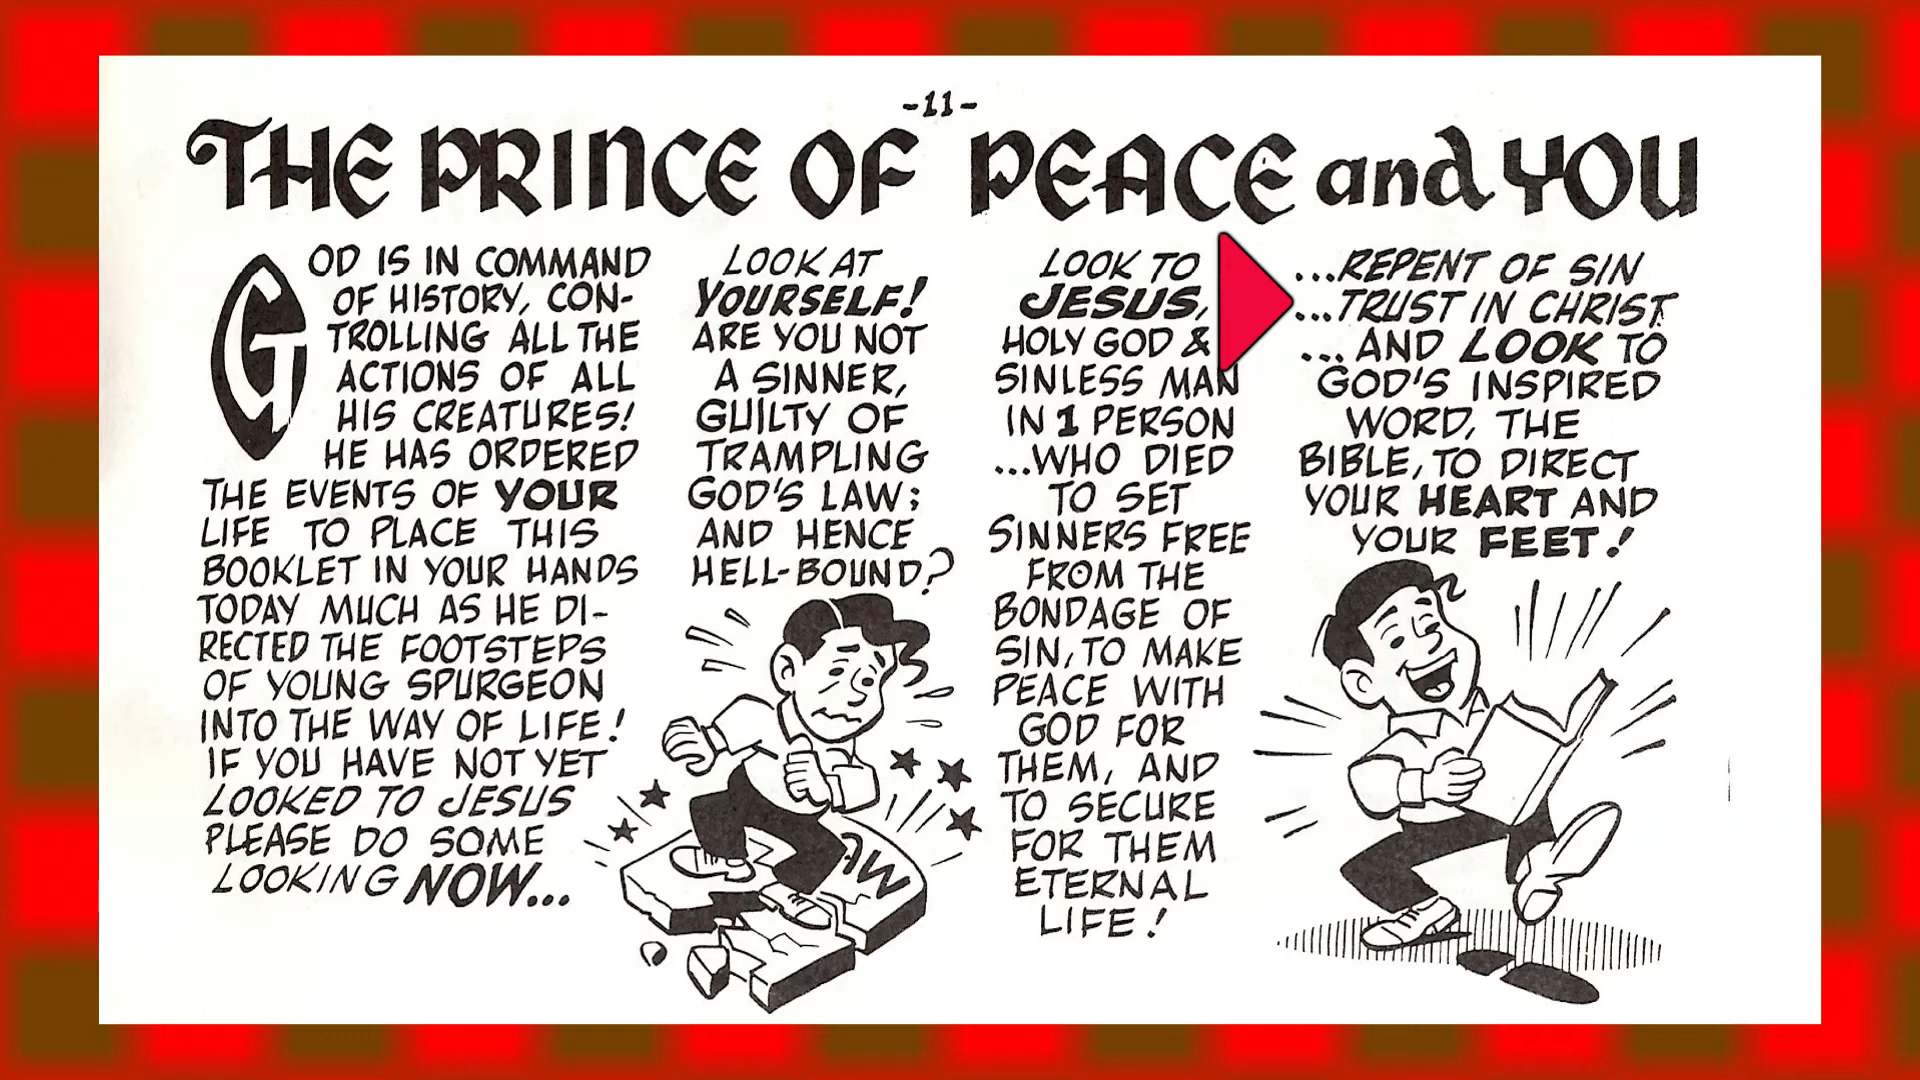 -11-
THE PRINCE OF PEACE and YOU
GOD IS IN COMMAND
OF HISTORY, CON-
TROLLING ALL THE
ACTIONS OF ALL
HIS CREATURES!
HE HAS ORDERED
THE EVENTS OF YOUR
LIFE TO PLACE THIS
BOOKLET IN YOUR HANDS
TODAY MUCH AS HE DI-
RECTED THE FOOTSTEPS
OF YOUNG SPURGEON
INTO THE WAY OF LIFE!
IF YOU HAVE NOT YET
LOOKED TO JESUS
PLEASE DO SOME
LOOKING NOW...
LOOK AT
YOURSELF!
ARE YOU NOT
A SINNER,
GUILTY OF
TRAMPLING
GOD'S LAW;
AND HENCE
HELL-BOUND?
LAW
LOOK TO
JESUS,
HOLY GOD &
SINLESS MAN
IN 1 PERSON
...WHO DIED
TO SET
SINNERS FREE
FROM THE
BONDAGE OF
SIN, TO MAKE
PEACE WITH
GOD FOR
THEM, AND
TO SECURE
FOR THEM
ETERNAL
LIFE!
...REPENT OF SIN
...TRUST IN CHRIST
... AND LOOK TO
GOD'S INSPIRED
WORD, THE
BIBLE, TO DIRECT
YOUR HEART AND
YOUR FEET!